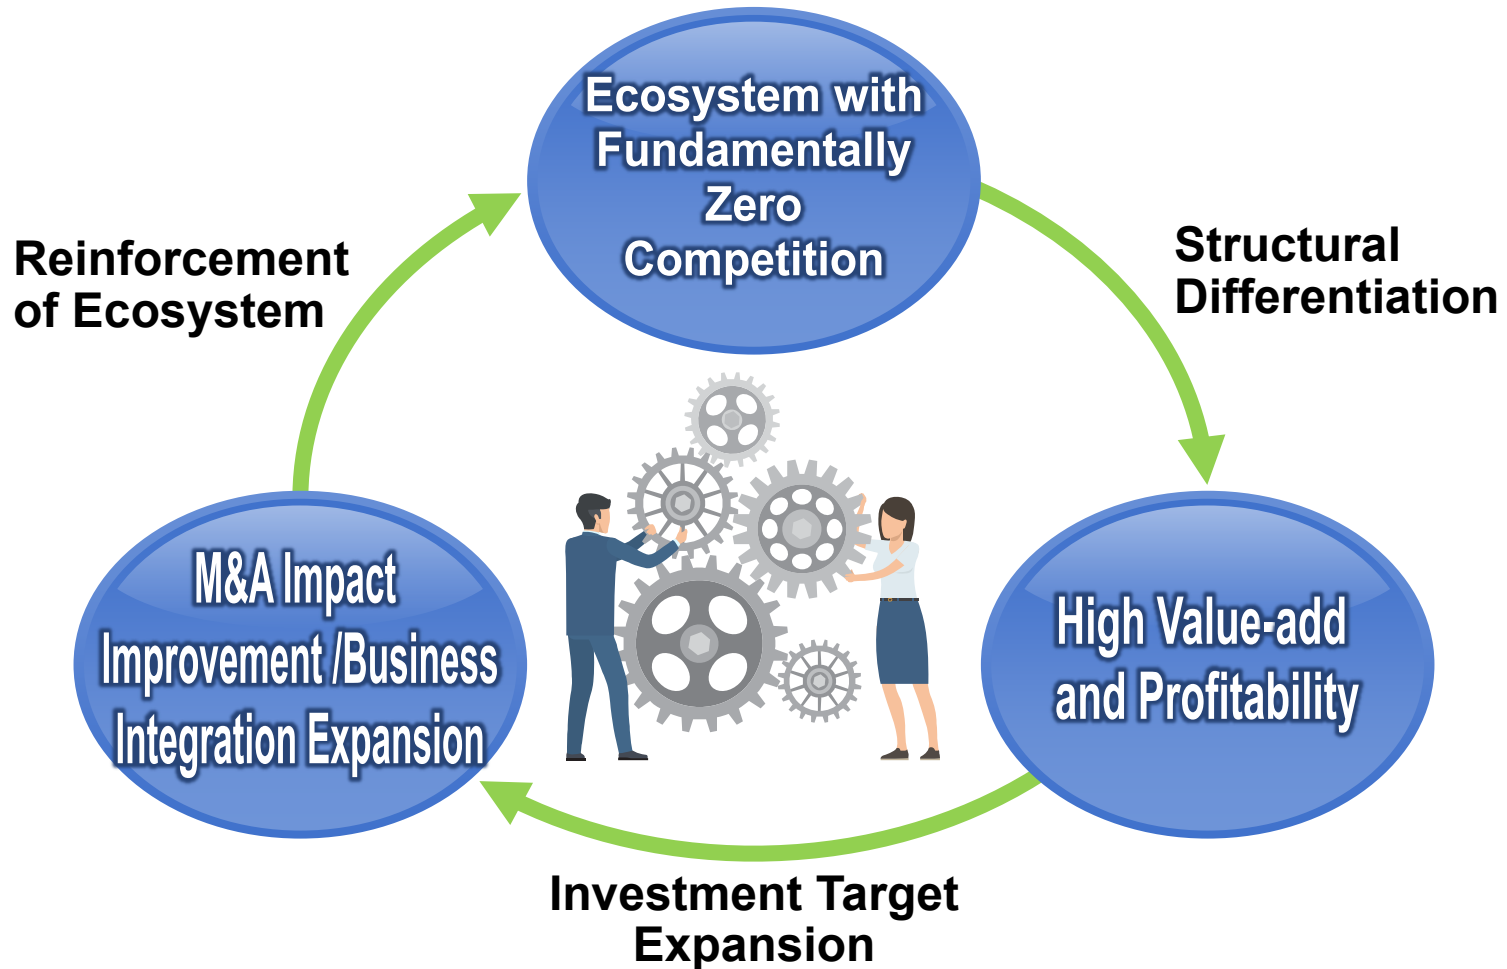 Ecosystem with
Fundamentally
Zero
Competition
Reinforcement
of Ecosystem
Structural
Differentiation
M&A Impact
Improvement /Business
Integration Expansion
High Value-add
and Profitability
Investment Target
Expansion